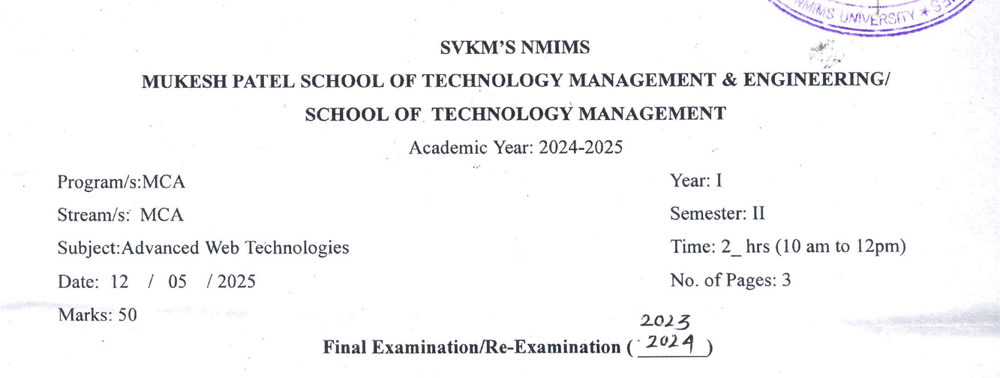 NMIMS UNIVERSITY ★
SVKM'S NMIMS
MUKESH PATEL SCHOOL OF TECHNOLOGY MANAGEMENT & ENGINEERING/
SCHOOL OF TECHNOLOGY MANAGEMENT
Academic Year: 2024-2025
Program/s:MCA
Year: I
Stream/s: MCA
Semester: II
Subject:Advanced Web Technologies
Time: 2_ hrs (10 am to 12pm)
Date: 12 / 05 / 2025
No. of Pages: 3
Marks: 50
2023
Final Examination/Re-Examination ( 2024 )